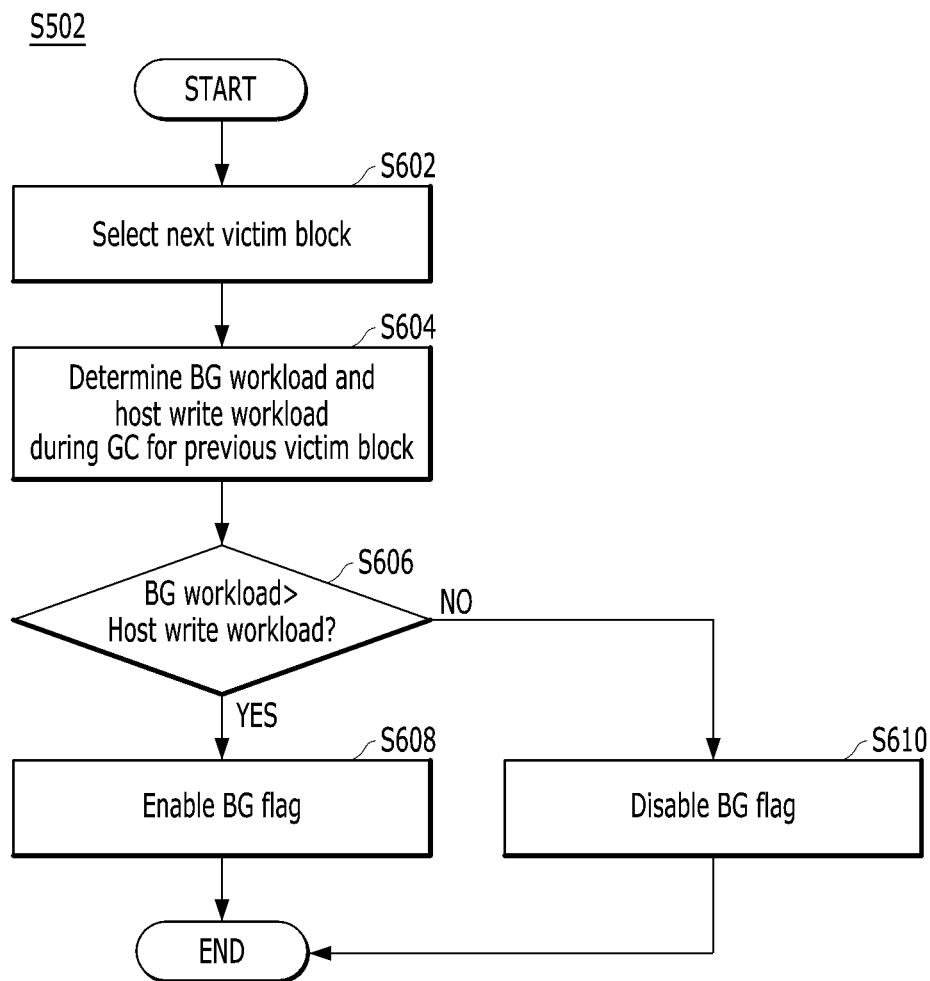 S502
START
S602
Select next victim block
S604
Determine BG workload and
host write workload
during GC for previous victim block
S606
BG workload>
Host write workload?
NO
YES
S608
Enable BG flag
S610
Disable BG flag
END